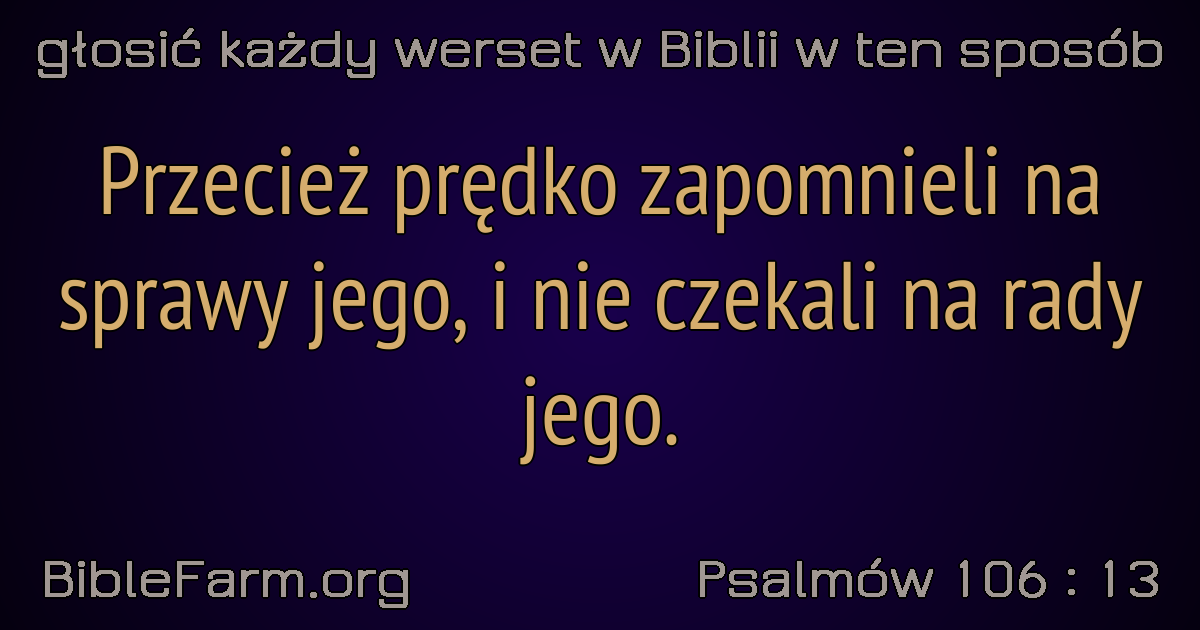 głosić każdy werset w Biblii w ten sposób
Przecież prędko zapomnieli na
sprawy jego, i nie czekali na rady
jego.
BibleFarm.org
Psalmów 106 : 13